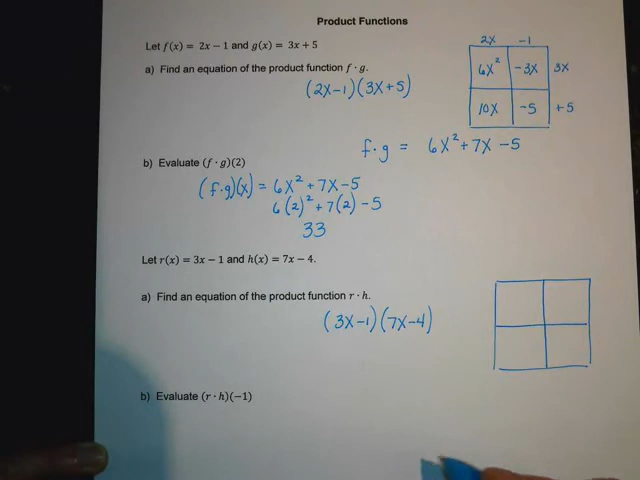 Product Functions
Let f(x) = 2x − 1 and g(x) = 3x + 5
a) Find an equation of the product function f · g.
(2x−1)(3x+5)
2x −1
6x² −3x 3x
10x −5 +5
f·g = 6x² + 7x − 5
b) Evaluate (f · g)(2)
(f·g)(x) = 6x² + 7x − 5
6(2)² + 7(2) − 5
33
Let r(x) = 3x − 1 and h(x) = 7x − 4.
a) Find an equation of the product function r · h.
(3x−1)(7x−4)
b) Evaluate (r · h)(−1)